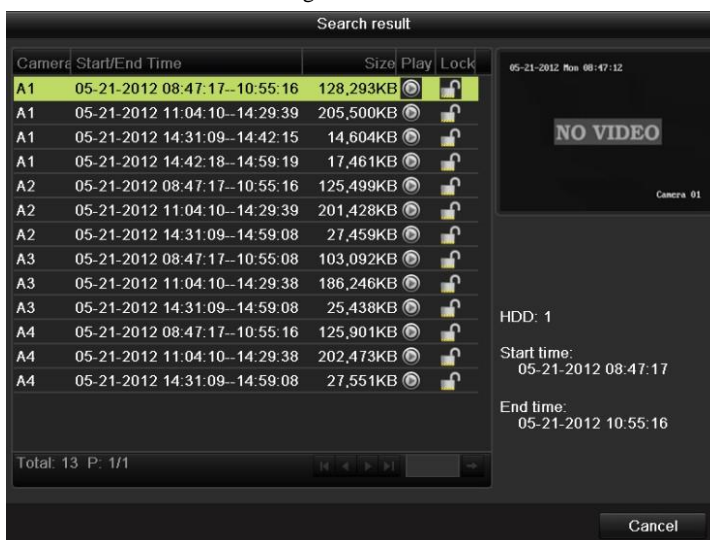 Search result
Camera Start/End Time Size Play Lock
A1 05-21-2012 08:47:17--10:55:16 128,293KB
A1 05-21-2012 11:04:10--14:29:39 205,500KB
A1 05-21-2012 14:31:09--14:42:15 14,604KB
A1 05-21-2012 14:42:18--14:59:19 17,461KB
A2 05-21-2012 08:47:17--10:55:16 125,499KB
A2 05-21-2012 11:04:10--14:29:39 201,428KB
A2 05-21-2012 14:31:09--14:59:08 27,459KB
A3 05-21-2012 08:47:17--10:55:08 103,092KB
A3 05-21-2012 11:04:10--14:29:38 186,246KB
A3 05-21-2012 14:31:09--14:59:08 25,438KB
A4 05-21-2012 08:47:17--10:55:16 125,901KB
A4 05-21-2012 11:04:10--14:29:38 202,473KB
A4 05-21-2012 14:31:09--14:59:08 27,551KB
Total: 13 P: 1/1
05-21-2012 Mon 08:47:12
NO VIDEO
Camera 01
HDD: 1
Start time:
05-21-2012 08:47:17
End time:
05-21-2012 10:55:16
Cancel